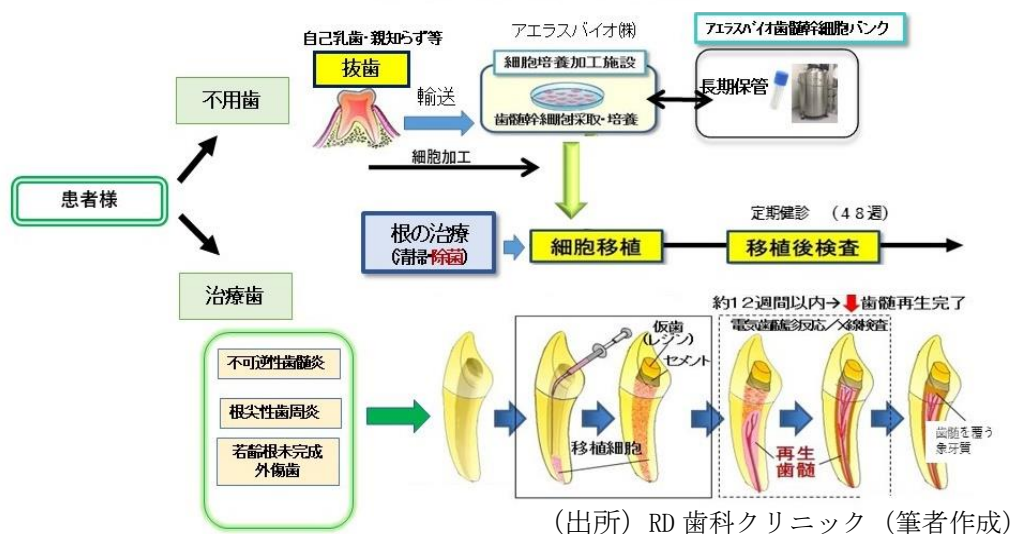 自己乳歯・親知らず等
抜歯
アエラスバイオ㈱
細胞培養加工施設
歯髄幹細胞採取・培養
アエラスバイオ歯髄幹細胞バンク
長期保管
不用歯
輸送
細胞加工
患者様
根の治療
(清掃・除菌)
細胞移植
定期健診 (48週)
移植後検査
治療歯
不可逆性歯髄炎
根尖性歯周炎
若齢根未完成
外傷歯
約12週間以内→歯髄再生完了
電気歯髄診反応/X線検査
仮歯
(レジン)
セメント
移植細胞
再生
歯髄
歯髄を覆う
象牙質
(出所) RD 歯科クリニック (筆者作成)